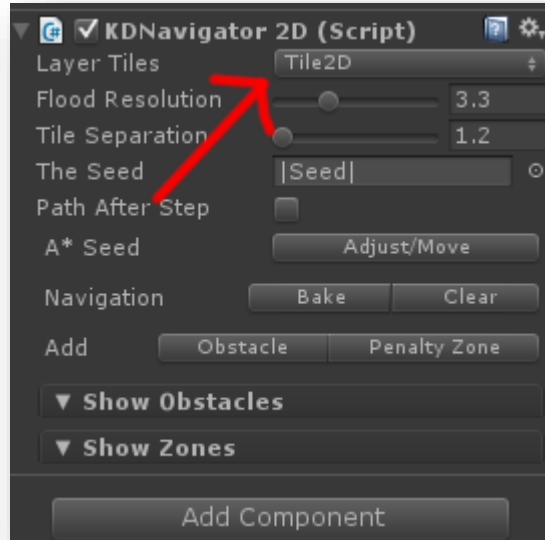 KDNavigator 2D (Script)
Layer Tiles Tile2D
Flood Resolution 3.3
Tile Separation 1.2
The Seed |Seed|
Path After Step
A* Seed Adjust/Move
Navigation Bake Clear
Add Obstacle Penalty Zone
Show Obstacles
Show Zones
Add Component